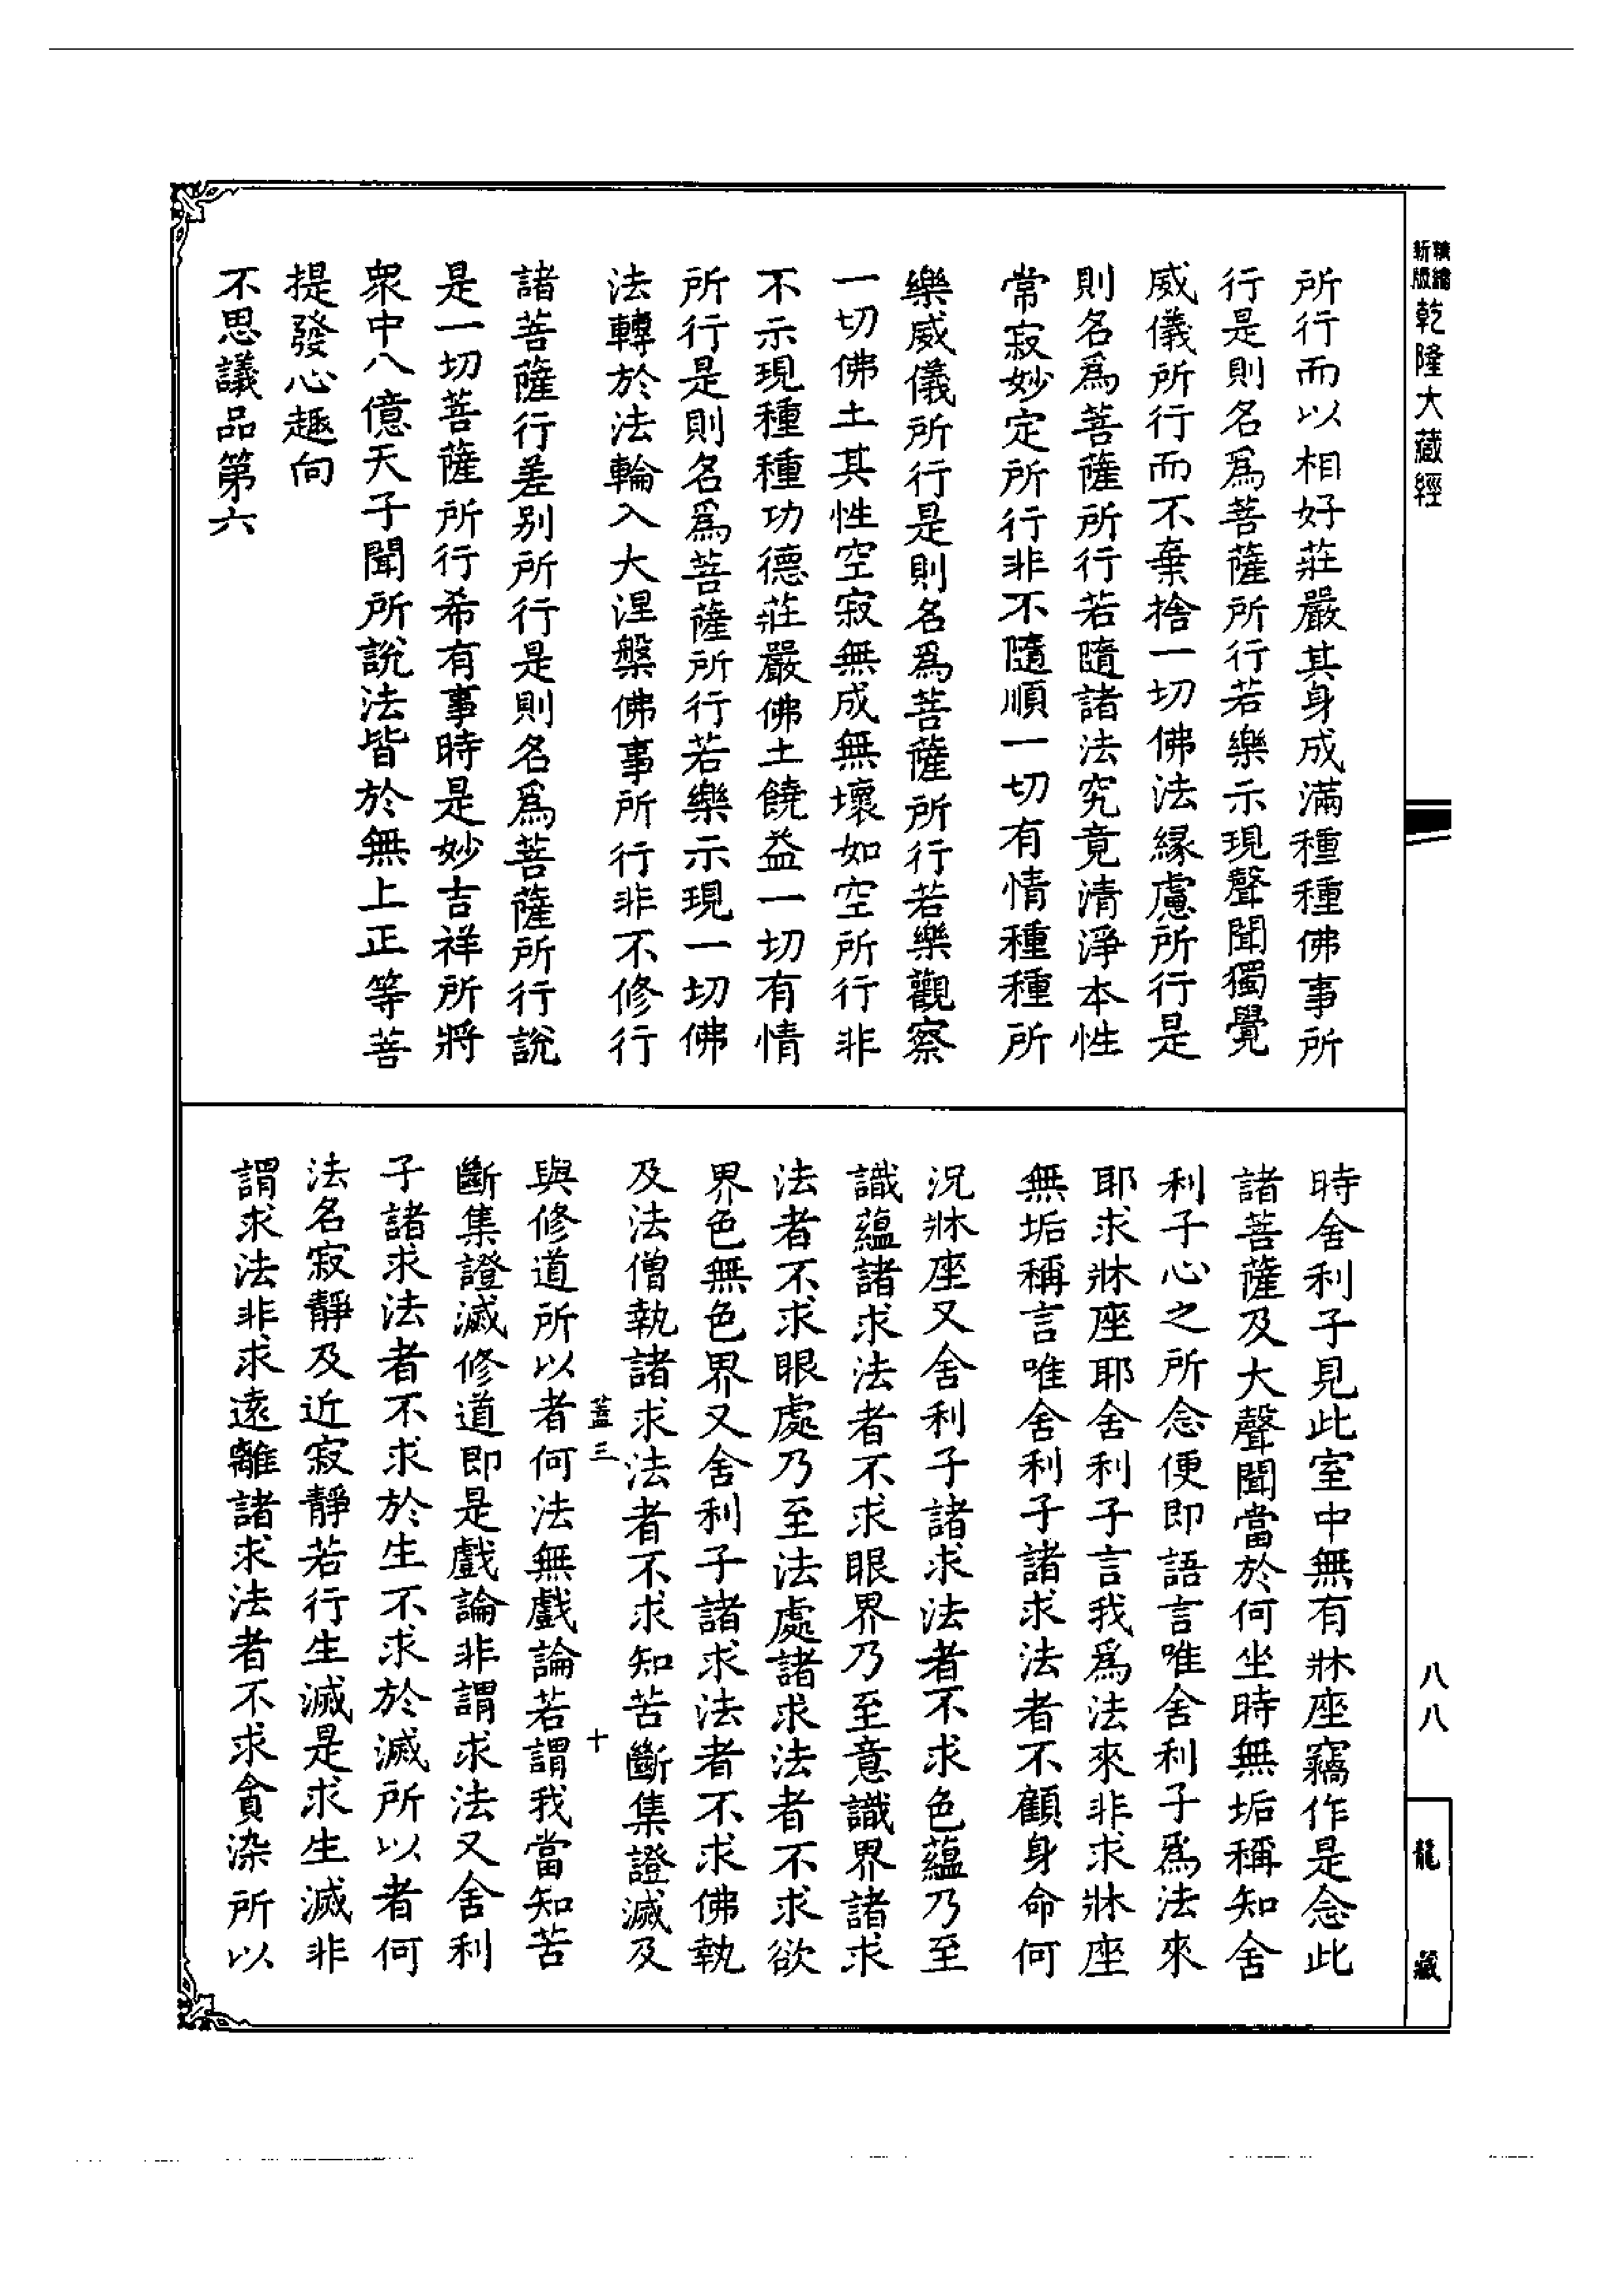 新版精繡乾隆大藏經
八八
龍藏
所行而以相好莊嚴其身成滿種種佛事所
行是則名爲菩薩所行若樂示現聲聞獨覺
威儀所行而不棄捨一切佛法緣慮所行是
則名爲菩薩所行若隨諸法究竟清淨本性
常寂妙定所行非不隨順一切有情種種所
樂威儀所行是則名爲菩薩所行若樂觀察
一切佛土其性空寂無成無壞如空所行非
不示現種種功德莊嚴佛土饒益一切有情
所行是則名爲菩薩所行若樂示現一切佛
法轉於法輪入大涅槃佛事所行非不修行
諸菩薩行差别所行是則名爲菩薩所行說
是一切菩薩所行希有事時是妙吉祥所將
衆中八億天子聞所說法皆於無上正等菩
提發心趣向
不思議品第六
時舍利子見此室中無有牀座竊作是念此
諸菩薩及大聲聞當於何坐時無垢稱知舍
利子心之所念便即語言唯舍利子爲法來
耶求牀座耶舍利子言我爲法來非求牀座
無垢稱言唯舍利子諸求法者不顧身命何
況牀座又舍利子諸求法者不求色蘊乃至
識蘊諸求法者不求眼界乃至意識界諸求
法者不求眼處乃至法處諸求法者不求欲
界色無色界又舍利子諸求法者不求佛執
及法僧執諸求法者不求知苦斷集證滅及
蓋三 十
與修道所以者何法無戲論若謂我當知苦
斷集證滅修道即是戲論非謂求法又舍利
子諸求法者不求於生不求於滅所以者何
法名寂靜及近寂靜若行生滅是求生滅非
謂求法非求遠離諸求法者不求貪染所以